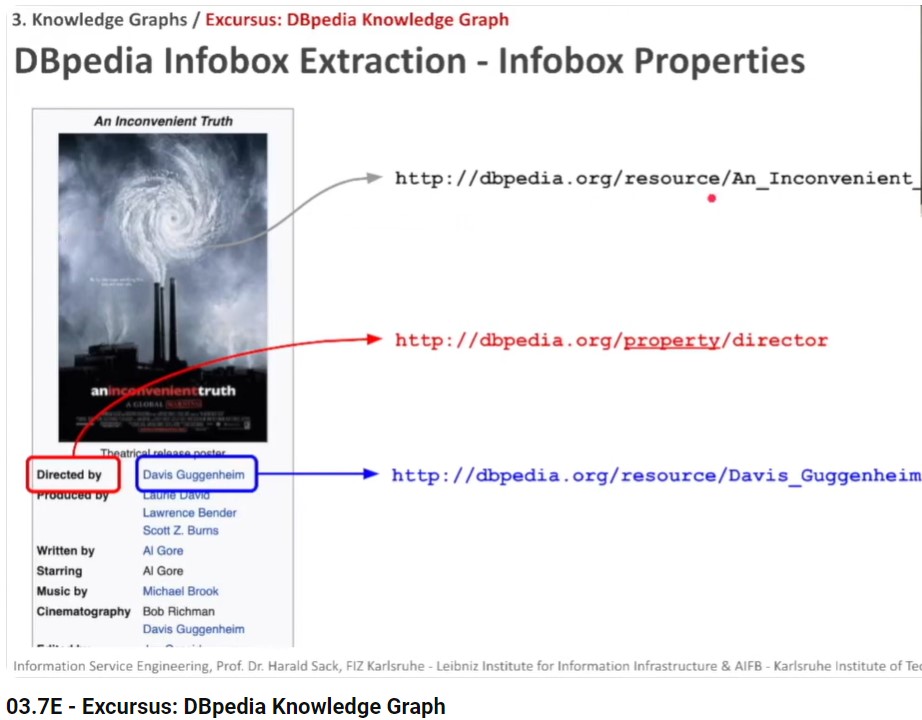 3. Knowledge Graphs / Excursus: DBpedia Knowledge Graph
DBpedia Infobox Extraction - Infobox Properties
An Inconvenient Truth
http://dbpedia.org/resource/An_Inconvenient_
http://dbpedia.org/property/director
aninconvenienttruth
A GLOBAL WARNING
Theatrical release poster
Directed by Davis Guggenheim
http://dbpedia.org/resource/Davis_Guggenheim
Produced by Laurie David
Lawrence Bender
Scott Z. Burns
Written by Al Gore
Starring Al Gore
Music by Michael Brook
Cinematography Bob Richman
Davis Guggenheim
Information Service Engineering, Prof. Dr. Harald Sack, FIZ Karlsruhe - Leibniz Institute for Information Infrastructure & AIFB - Karlsruhe Institute of Tec
03.7E - Excursus: DBpedia Knowledge Graph